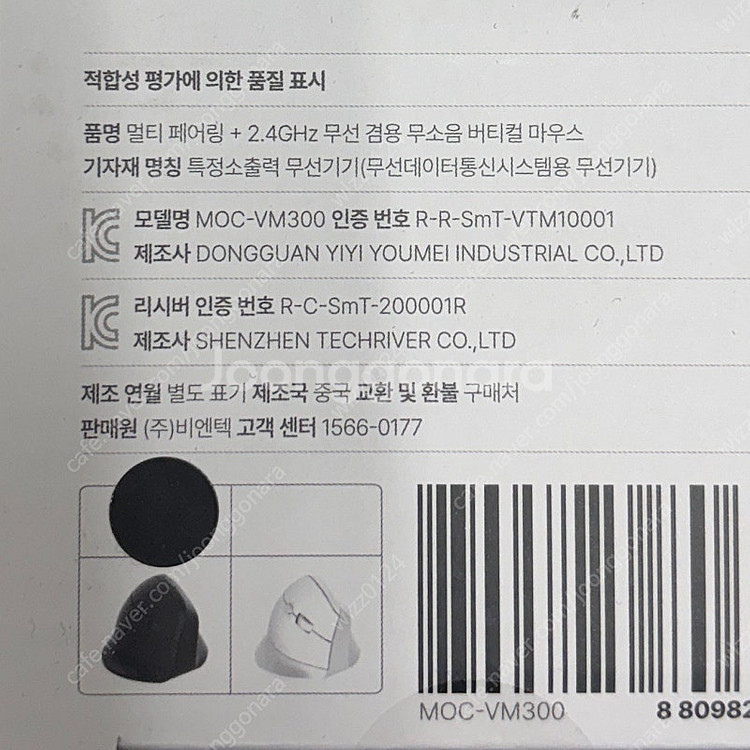 적합성 평가에 의한 품질 표시
품명 멀티 페어링 + 2.4GHz 무선 겸용 무소음 버티컬 마우스
기자재 명칭 특정소출력 무선기기(무선데이터통신시스템용 무선기기)
모델명 MOC-VM300 인증 번호 R-R-SmT-VTM10001
제조사 DONGGUAN YIYI YOUMEI INDUSTRIAL CO.,LTD
리시버 인증 번호 R-C-SmT-200001R
제조사 SHENZHEN TECHRIVER CO.,LTD
Joonggonara
제조 연월 별도 표기 제조국 중국 교환 및 환불 구매처
판매원 (주)비엔텍 고객 센터 1566-0177
MOC-VM300
8 80982
cafe.naver.com/joonggonara
wizz0124